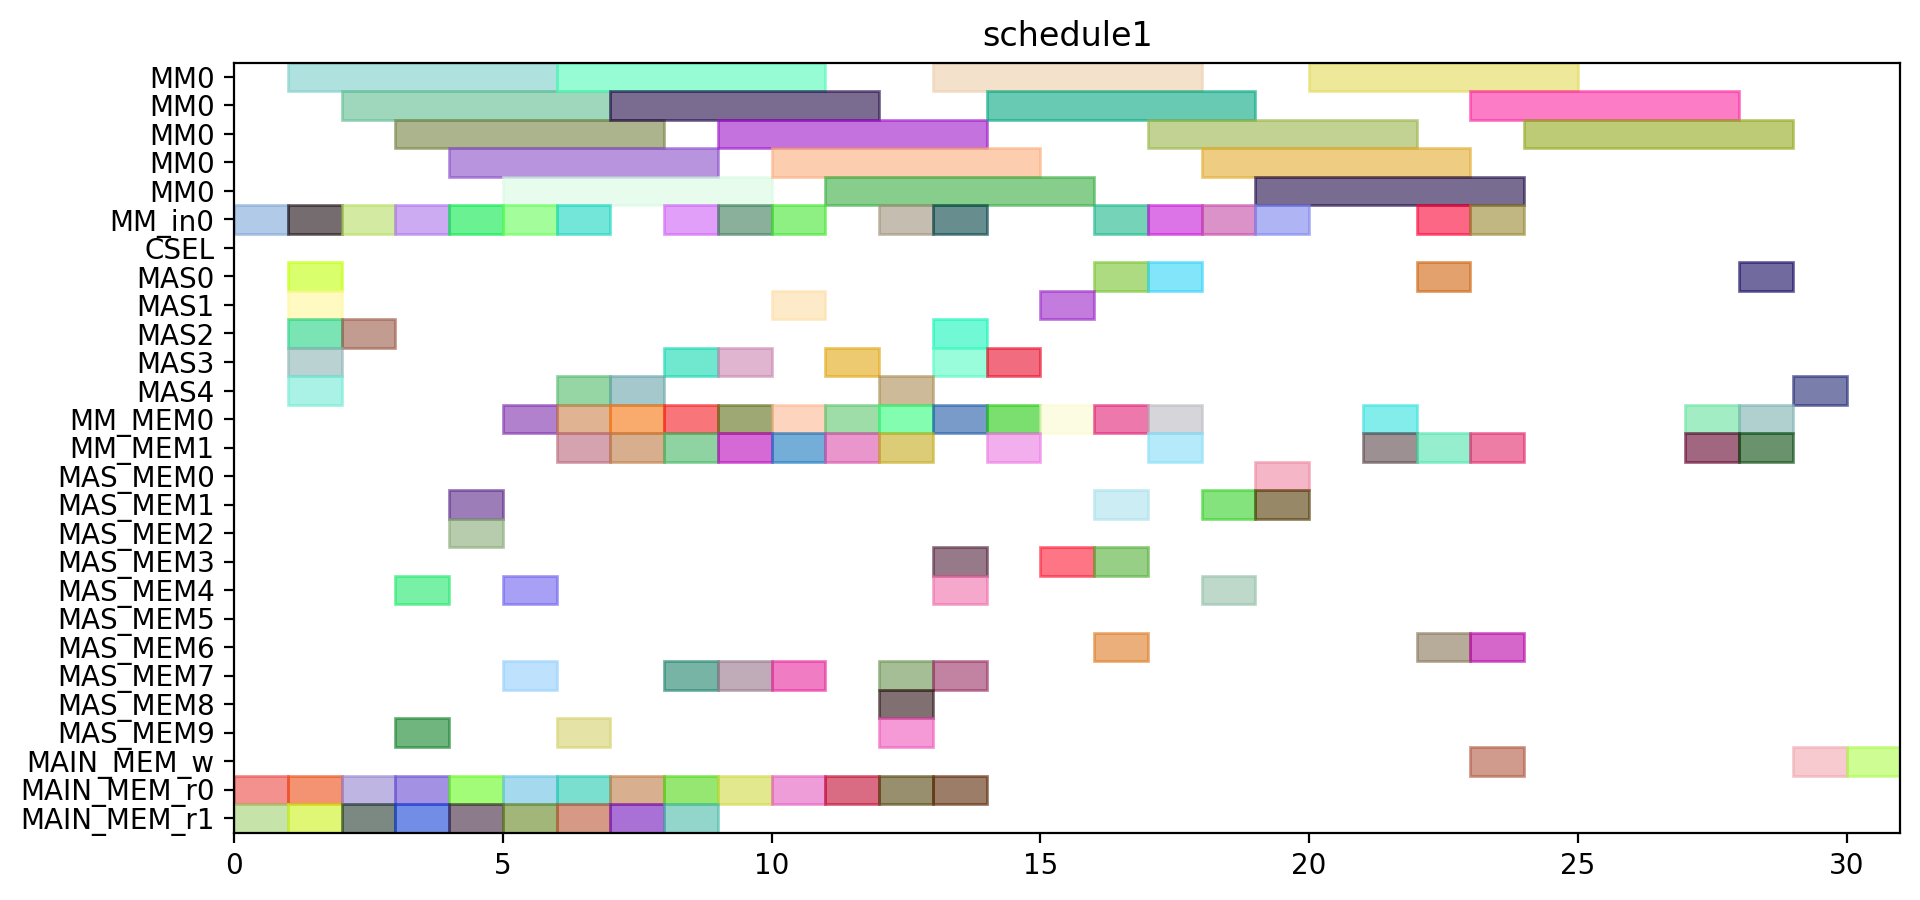 schedule1
MM0
MM0
MM0
MM0
MM0
MM_in0
CSEL
MAS0
MAS1
MAS2
MAS3
MAS4
MM_MEM0
MM_MEM1
MAS_MEM0
MAS_MEM1
MAS_MEM2
MAS_MEM3
MAS_MEM4
MAS_MEM5
MAS_MEM6
MAS_MEM7
MAS_MEM8
MAS_MEM9
MAIN_MEM_w
MAIN_MEM_r0
MAIN_MEM_r1
0 5 10 15 20 25 30